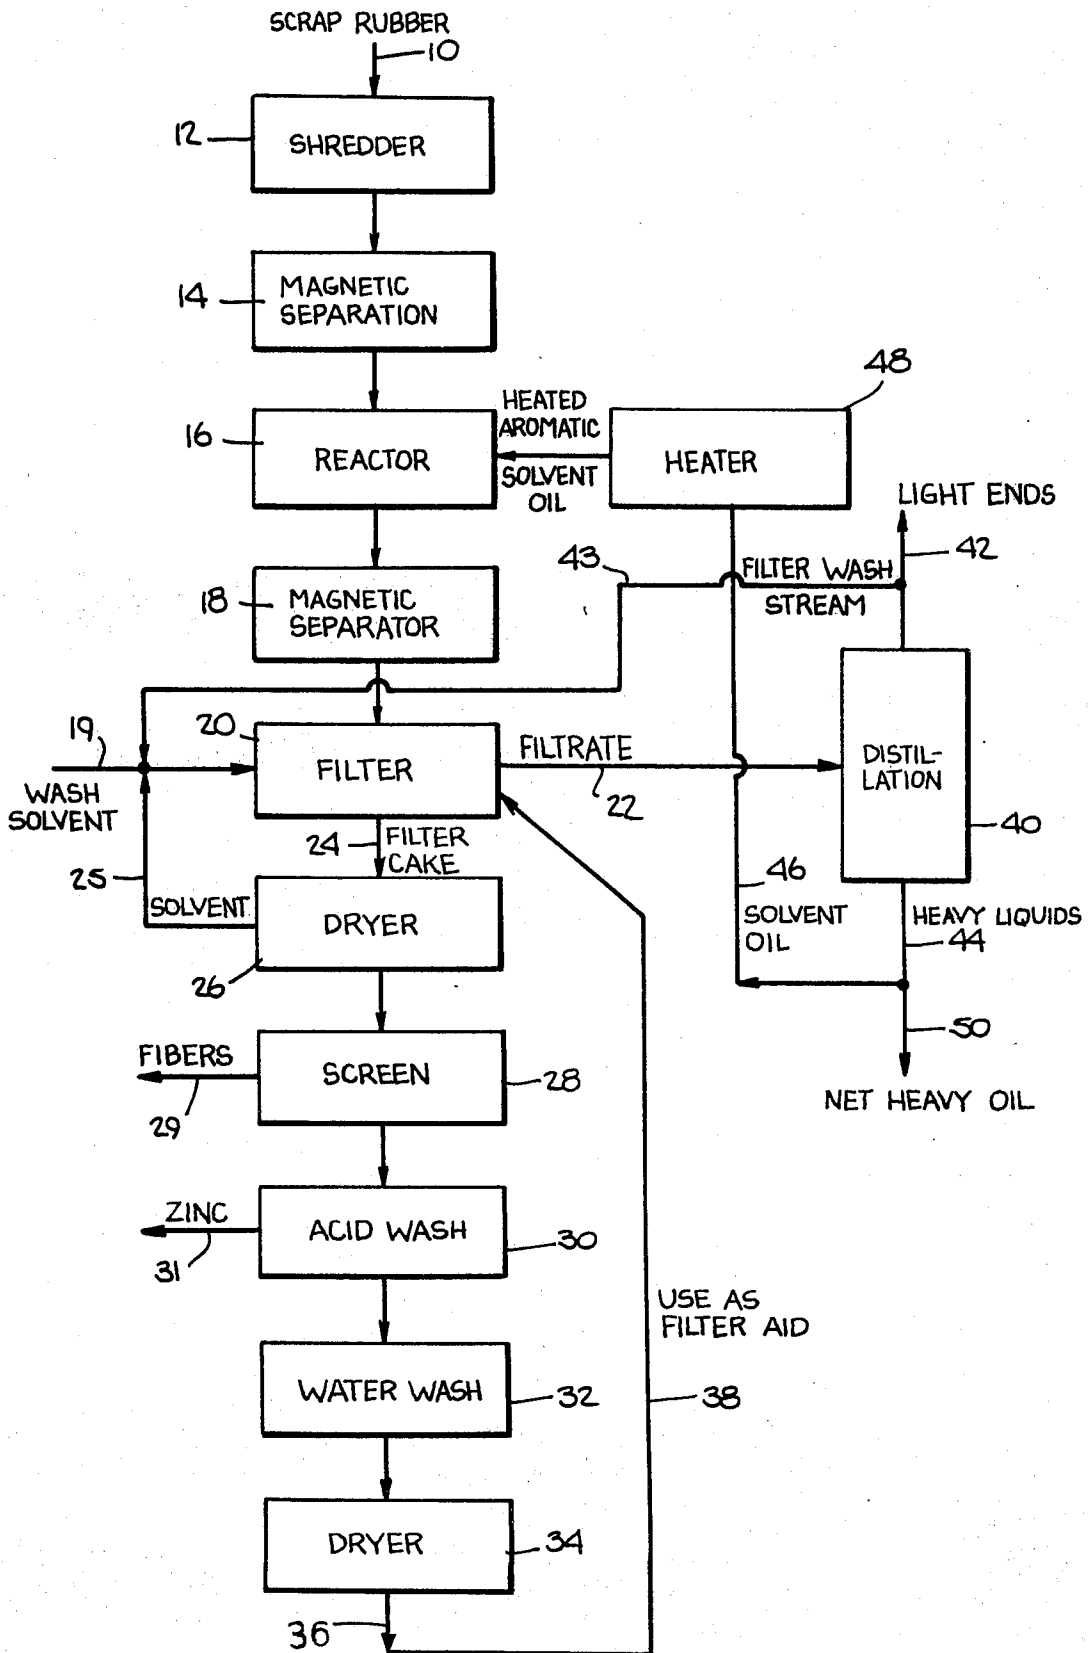 SCRAP RUBBER
10
12
SHREDDER
14
MAGNETIC
SEPARATION
48
16
REACTOR
HEATED
AROMATIC
SOLVENT
OIL
HEATER
LIGHT ENDS
42
43
FILTER WASH
STREAM
18
MAGNETIC
SEPARATOR
19
WASH
SOLVENT
20
FILTER
FILTRATE
22
DISTIL-
LATION
40
24
FILTER
CAKE
25
SOLVENT
DRYER
26
46
SOLVENT
OIL
HEAVY LIQUIDS
44
50
NET HEAVY OIL
FIBERS
29
SCREEN
28
ZINC
31
ACID WASH
30
USE AS
FILTER AID
WATER WASH
32
38
DRYER
34
36